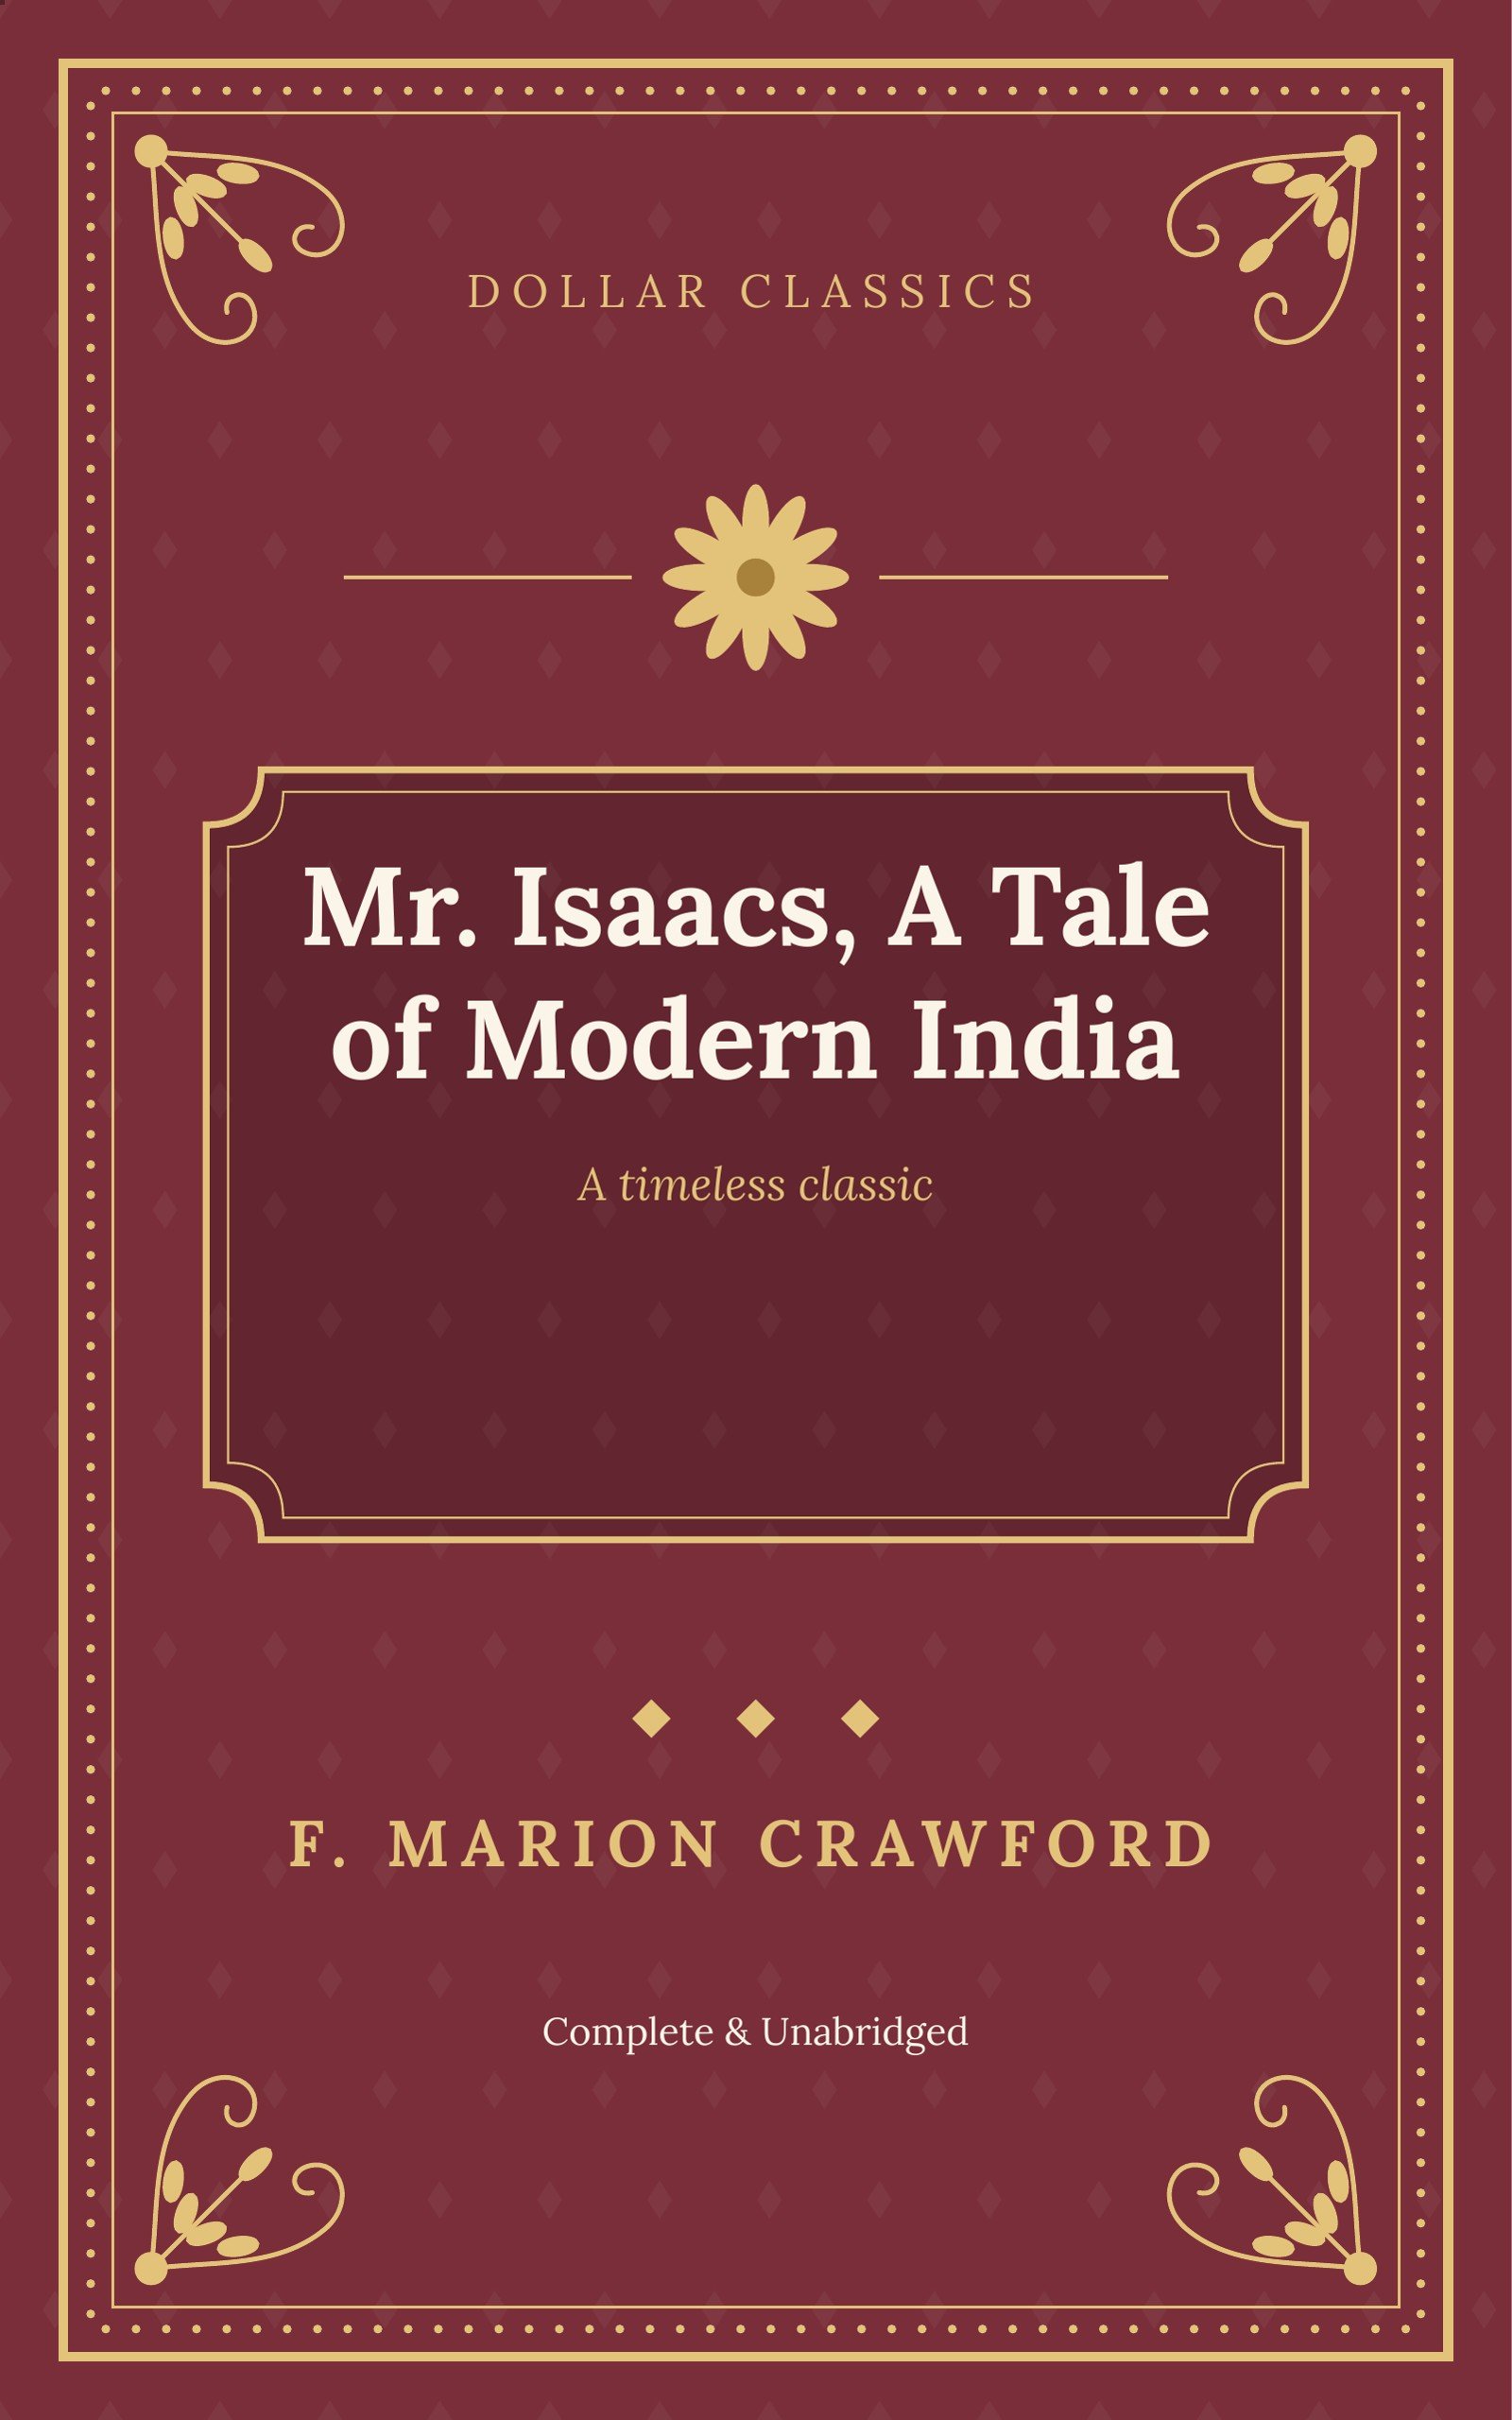 DOLLAR CLASSICS
Mr. Isaacs, A Tale
of Modern India
A timeless classic
F. MARION CRAWFORD
Complete & Unabridged